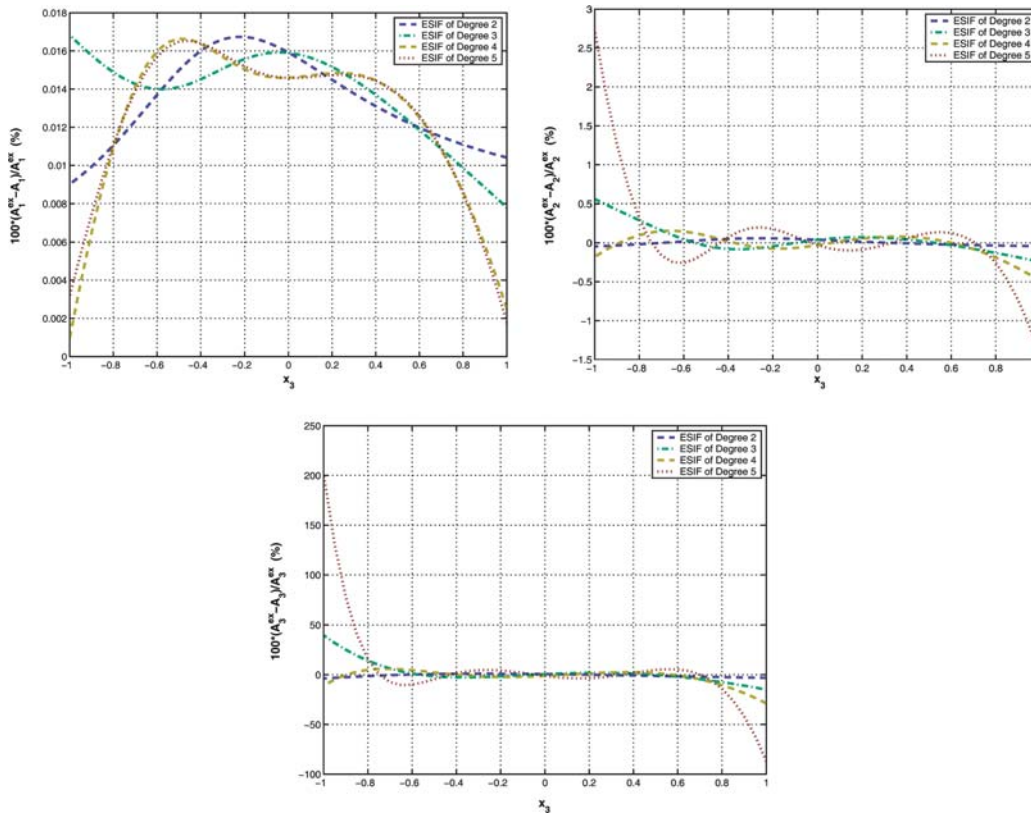 ESIF of Degree 2
ESIF of Degree 3
ESIF of Degree 4
ESIF of Degree 5
100*(A₁ᵉˣ−A₁)/A₁ᵉˣ (%)
0.018
0.016
0.014
0.012
0.01
0.008
0.006
0.004
0.002
0
−1 −0.8 −0.6 −0.4 −0.2 0 0.2 0.4 0.6 0.8 1
x₃
ESIF of Degree 2
ESIF of Degree 3
ESIF of Degree 4
ESIF of Degree 5
100*(A₂ᵉˣ−A₂)/A₂ᵉˣ (%)
3
2.5
2
1.5
1
0.5
0
−0.5
−1
−1.5
−1 −0.8 −0.6 −0.4 −0.2 0 0.2 0.4 0.6 0.8 1
x₃
ESIF of Degree 2
ESIF of Degree 3
ESIF of Degree 4
ESIF of Degree 5
100*(A₃ᵉˣ−A₃)/A₃ᵉˣ (%)
250
200
150
100
50
0
−50
−100
−1 −0.8 −0.6 −0.4 −0.2 0 0.2 0.4 0.6 0.8 1
x₃